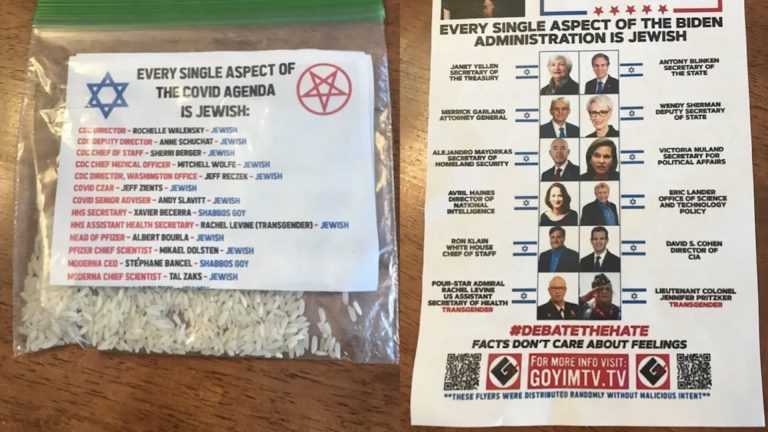 EVERY SINGLE ASPECT OF
THE COVID AGENDA
IS JEWISH:
CDC DIRECTOR – ROCHELLE WALENSKY – JEWISH
CDC DEPUTY DIRECTOR – ANNE SCHUCHAT – JEWISH
CDC CHIEF OF STAFF – SHERRI BERGER – JEWISH
CDC CHIEF MEDICAL OFFICER – MITCHELL WOLFE – JEWISH
CDC DIRECTOR, WASHINGTON OFFICE – JEFF RECZEK – JEWISH
COVID CZAR – JEFF ZIENTS – JEWISH
COVID SENIOR ADVISER – ANDY SLAVITT – JEWISH
HHS SECRETARY – XAVIER BECERRA – SHABBOS GOY
HHS ASSISTANT HEALTH SECRETARY – RACHEL LEVINE (TRANSGENDER) – JEWISH
HEAD OF PFIZER – ALBERT BOURLA – JEWISH
PFIZER CHIEF SCIENTIST – MIKAEL DOLSTEN – JEWISH
MODERNA CEO – STÉPHANE BANCEL – SHABBOS GOY
MODERNA CHIEF SCIENTIST – TAL ZAKS – JEWISH
EVERY SINGLE ASPECT OF THE BIDEN
ADMINISTRATION IS JEWISH
JANET YELLEN
SECRETARY OF
THE TREASURY
ANTONY BLINKEN
SECRETARY OF
THE STATE
MERRICK GARLAND
ATTORNEY GENERAL
WENDY SHERMAN
DEPUTY SECRETARY
OF STATE
ALEJANDRO MAYORKAS
SECRETARY OF
HOMELAND SECURITY
VICTORIA NULAND
SECRETARY FOR
POLITICAL AFFAIRS
AVRIL HAINES
DIRECTOR OF
NATIONAL
INTELLIGENCE
ERIC LANDER
OFFICE OF SCIENCE
AND TECHNOLOGY
POLICY
RON KLAIN
WHITE HOUSE
CHIEF OF STAFF
DAVID S. COHEN
DIRECTOR OF
CIA
FOUR-STAR ADMIRAL
RACHEL LEVINE
US ASSISTANT
SECRETARY OF HEALTH
TRANSGENDER
LIEUTENANT COLONEL
JENNIFER PRITZKER
TRANSGENDER
#DEBATETHEHATE
FACTS DON'T CARE ABOUT FEELINGS
FOR MORE INFO VISIT:
GOYIMTV.TV
**THESE FLYERS WERE DISTRIBUTED RANDOMLY WITHOUT MALICIOUS INTENT**